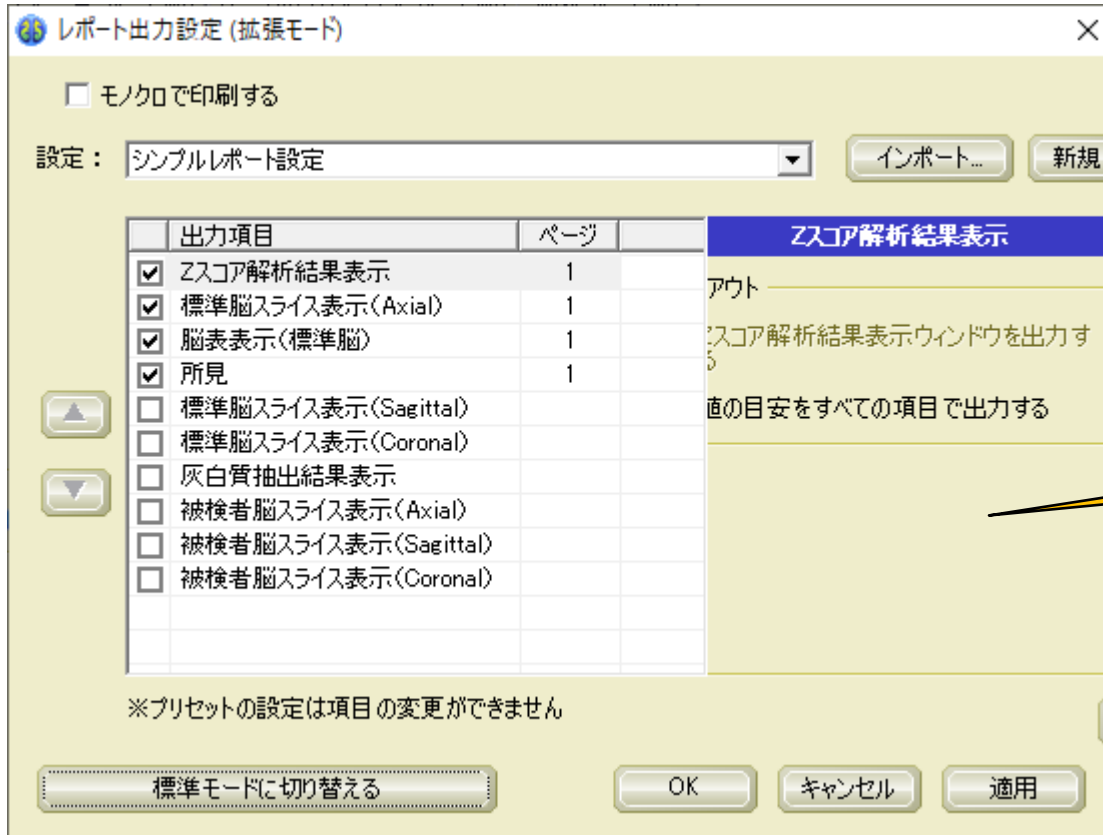 レポート出力設定 (拡張モード)
モノクロで印刷する
設定： シンプルレポート設定 インポート... 新規
出力項目 ページ
Zスコア解析結果表示 1
標準脳スライス表示(Axial) 1
脳表表示(標準脳) 1
所見 1
標準脳スライス表示(Sagittal)
標準脳スライス表示(Coronal)
灰白質抽出結果表示
被検者脳スライス表示(Axial)
被検者脳スライス表示(Sagittal)
被検者脳スライス表示(Coronal)
Zスコア解析結果表示
アウト
スコア解析結果表示ウィンドウを出力す
る
値の目安をすべての項目で出力する
※プリセットの設定は項目の変更ができません
標準モードに切り替える OK キャンセル 適用